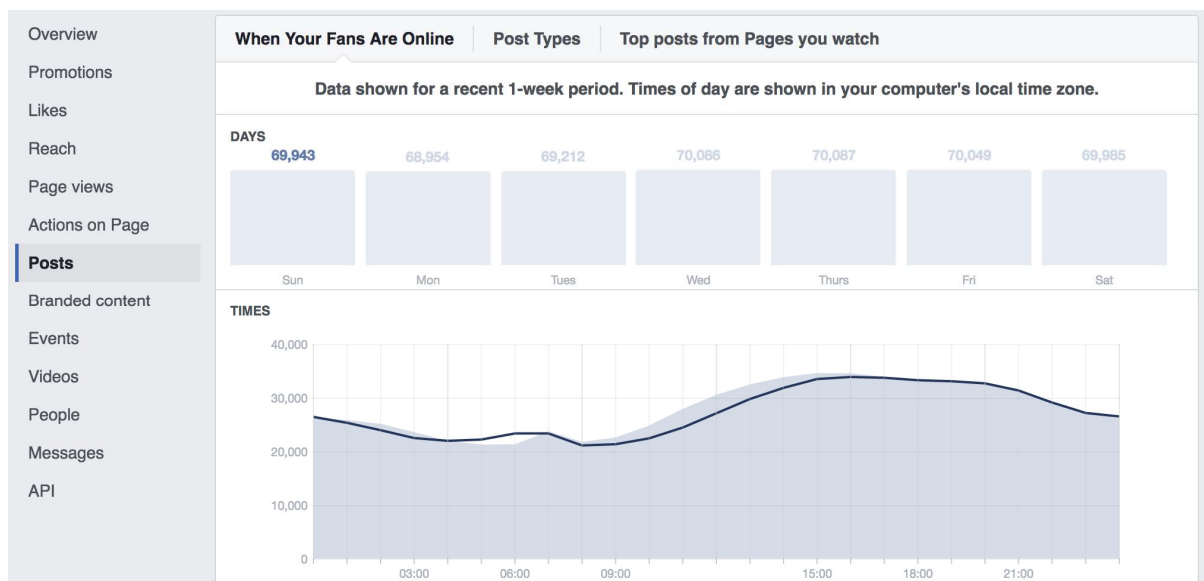 Overview
Promotions
Likes
Reach
Page views
Actions on Page
Posts
Branded content
Events
Videos
People
Messages
API
When Your Fans Are Online Post Types Top posts from Pages you watch
Data shown for a recent 1-week period. Times of day are shown in your computer's local time zone.
DAYS
69,943 68,954 69,212 70,086 70,087 70,049 69,985
Sun Mon Tues Wed Thurs Fri Sat
TIMES
40,000
30,000
20,000
10,000
0
03:00 06:00 09:00 15:00 18:00 21:00